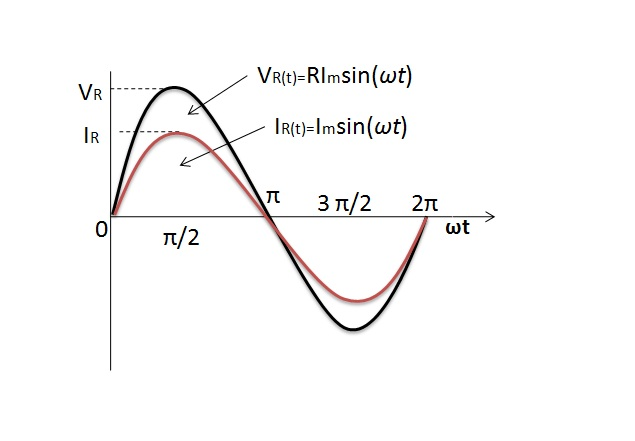 VR(t)=RImsin(ωt)
VR
IR(t)=Imsin(ωt)
IR
π
3 π/2
2π
0
π/2
ωt